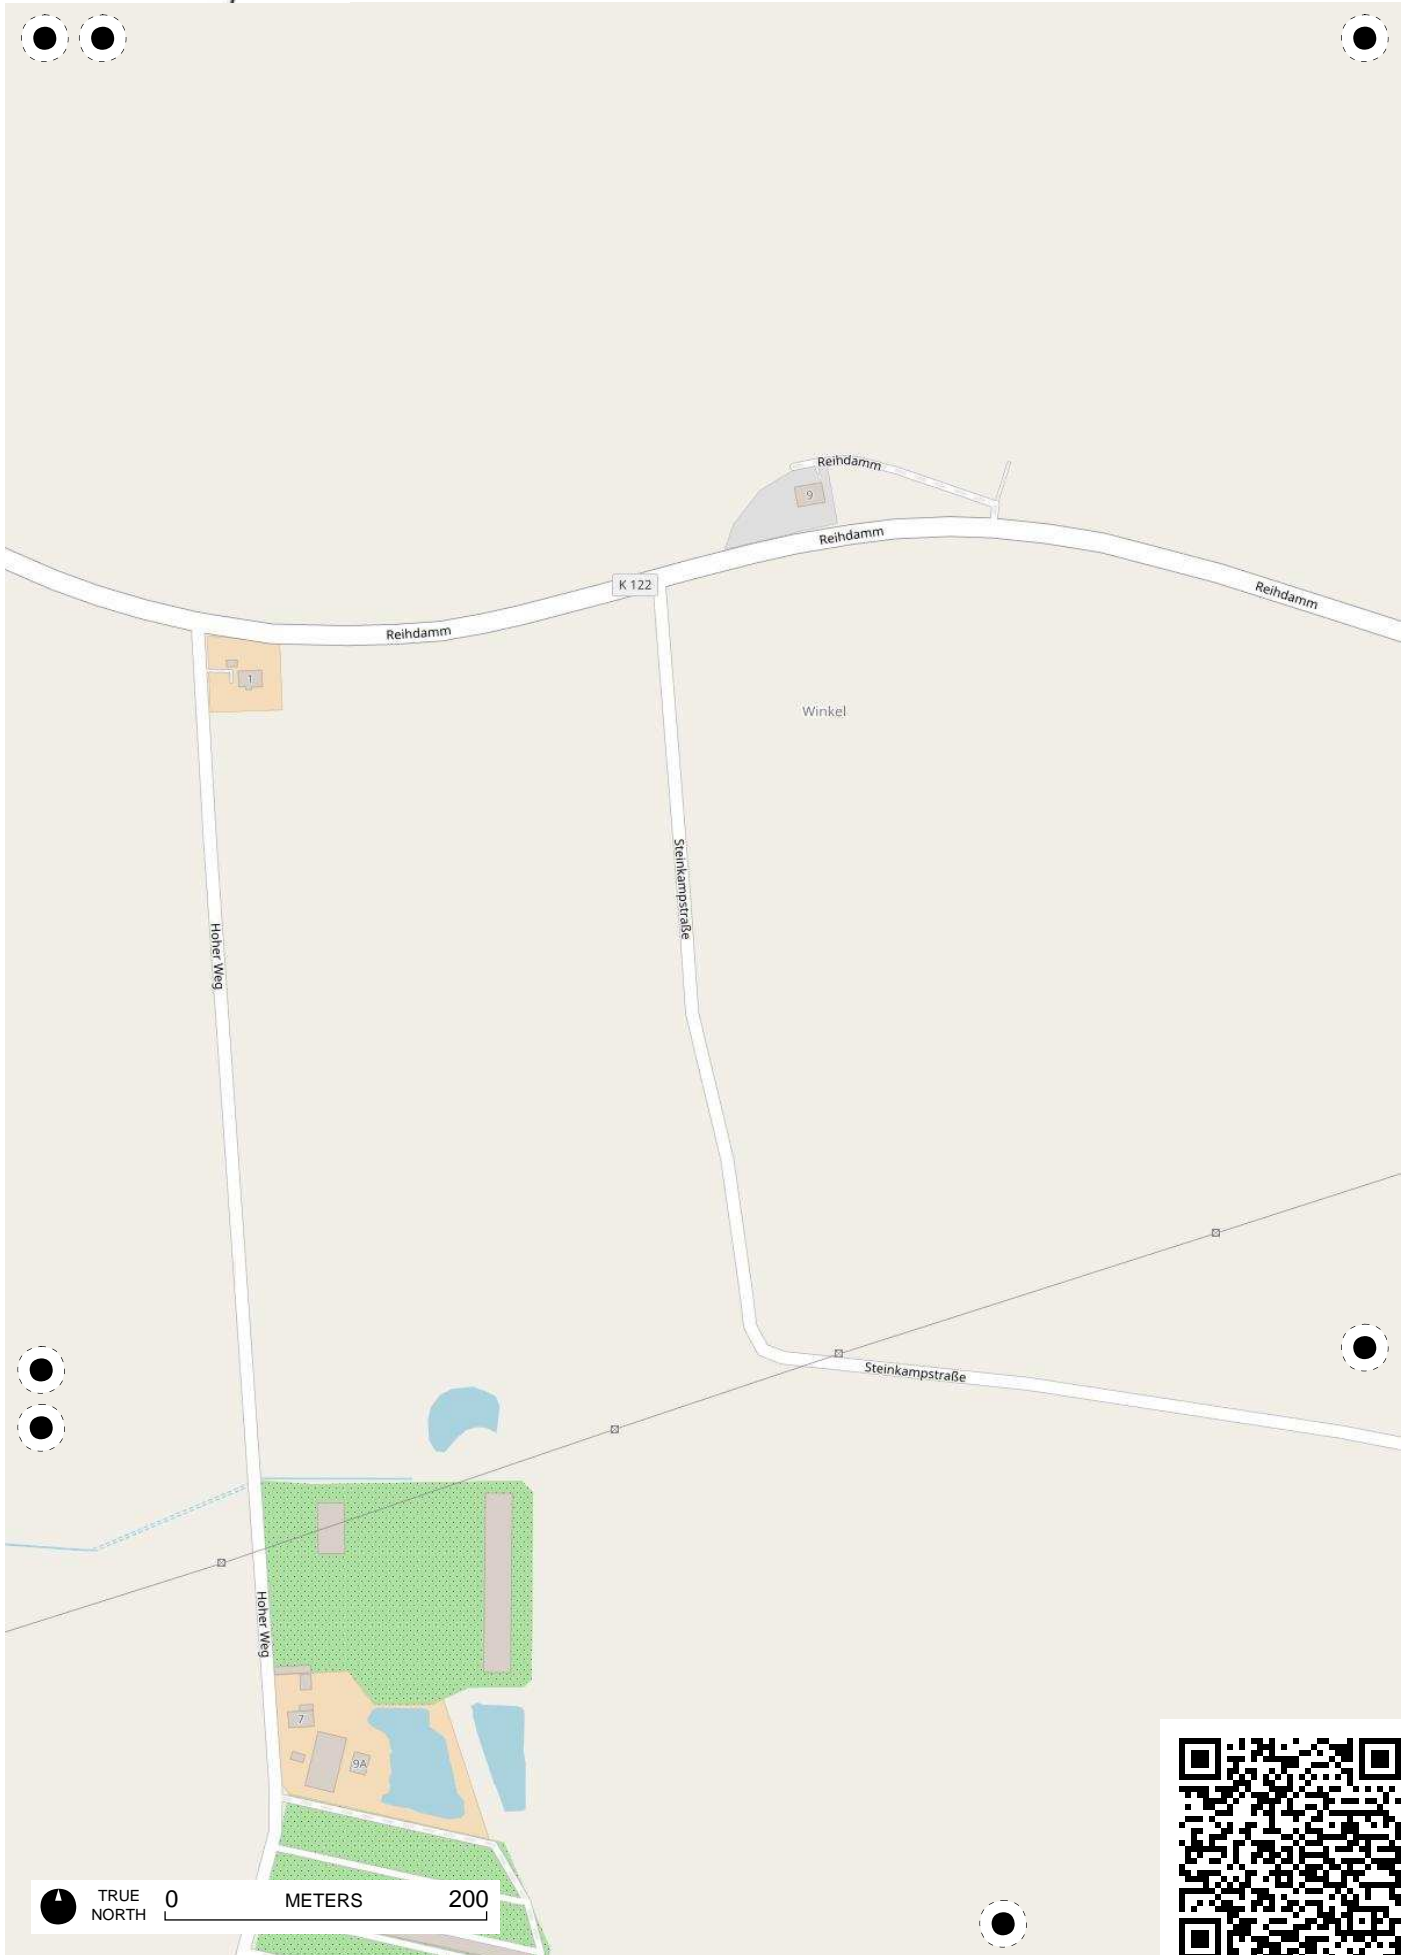 Reihdamm
9
Reihdamm
Reihdamm
K 122
Reihdamm
1
Winkel
Steinkampstraße
Hoher Weg
Steinkampstraße
Hoher Weg
7
9A
TRUE NORTH
0 METERS 200